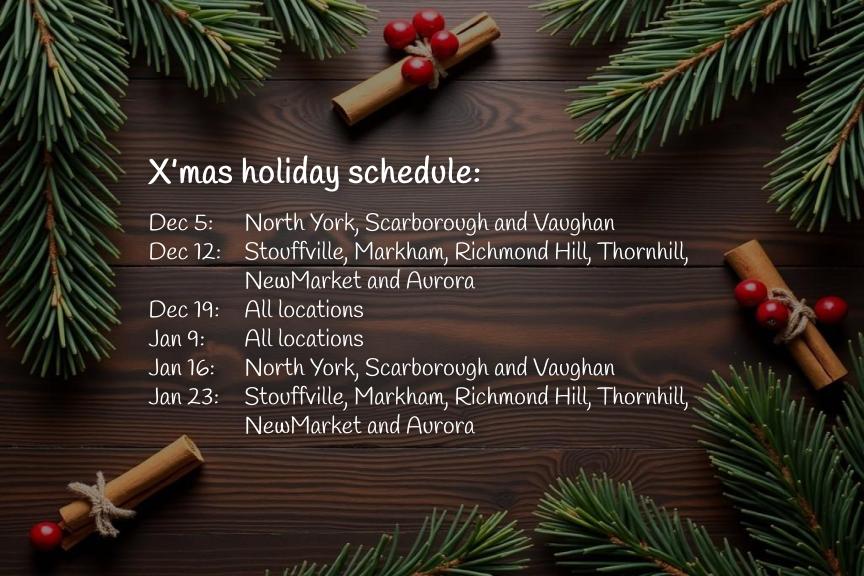 X'mas holiday schedule:
Dec 5: North York, Scarborough and Vaughan
Dec 12: Stouffville, Markham, Richmond Hill, Thornhill,
NewMarket and Aurora
Dec 19: All locations
Jan 9: All locations
Jan 16: North York, Scarborough and Vaughan
Jan 23: Stouffville, Markham, Richmond Hill, Thornhill,
NewMarket and Aurora